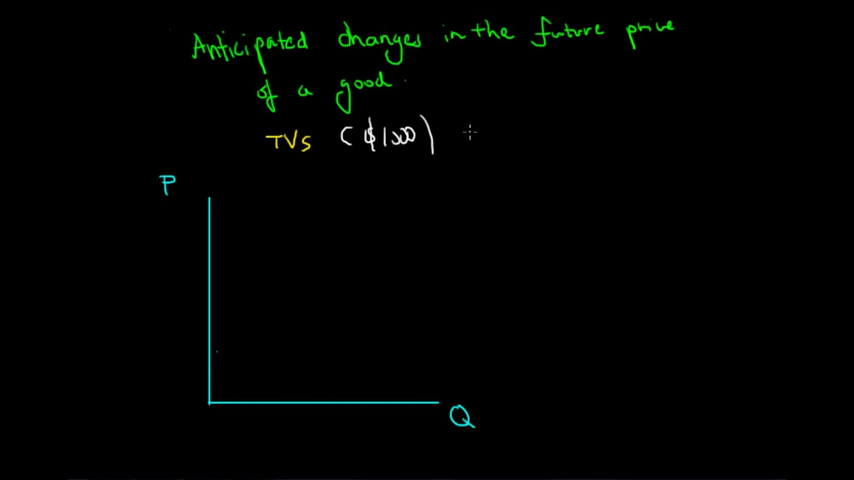 Anticipated changes in the future price
of a good.
TVs ($1500)
P
Q